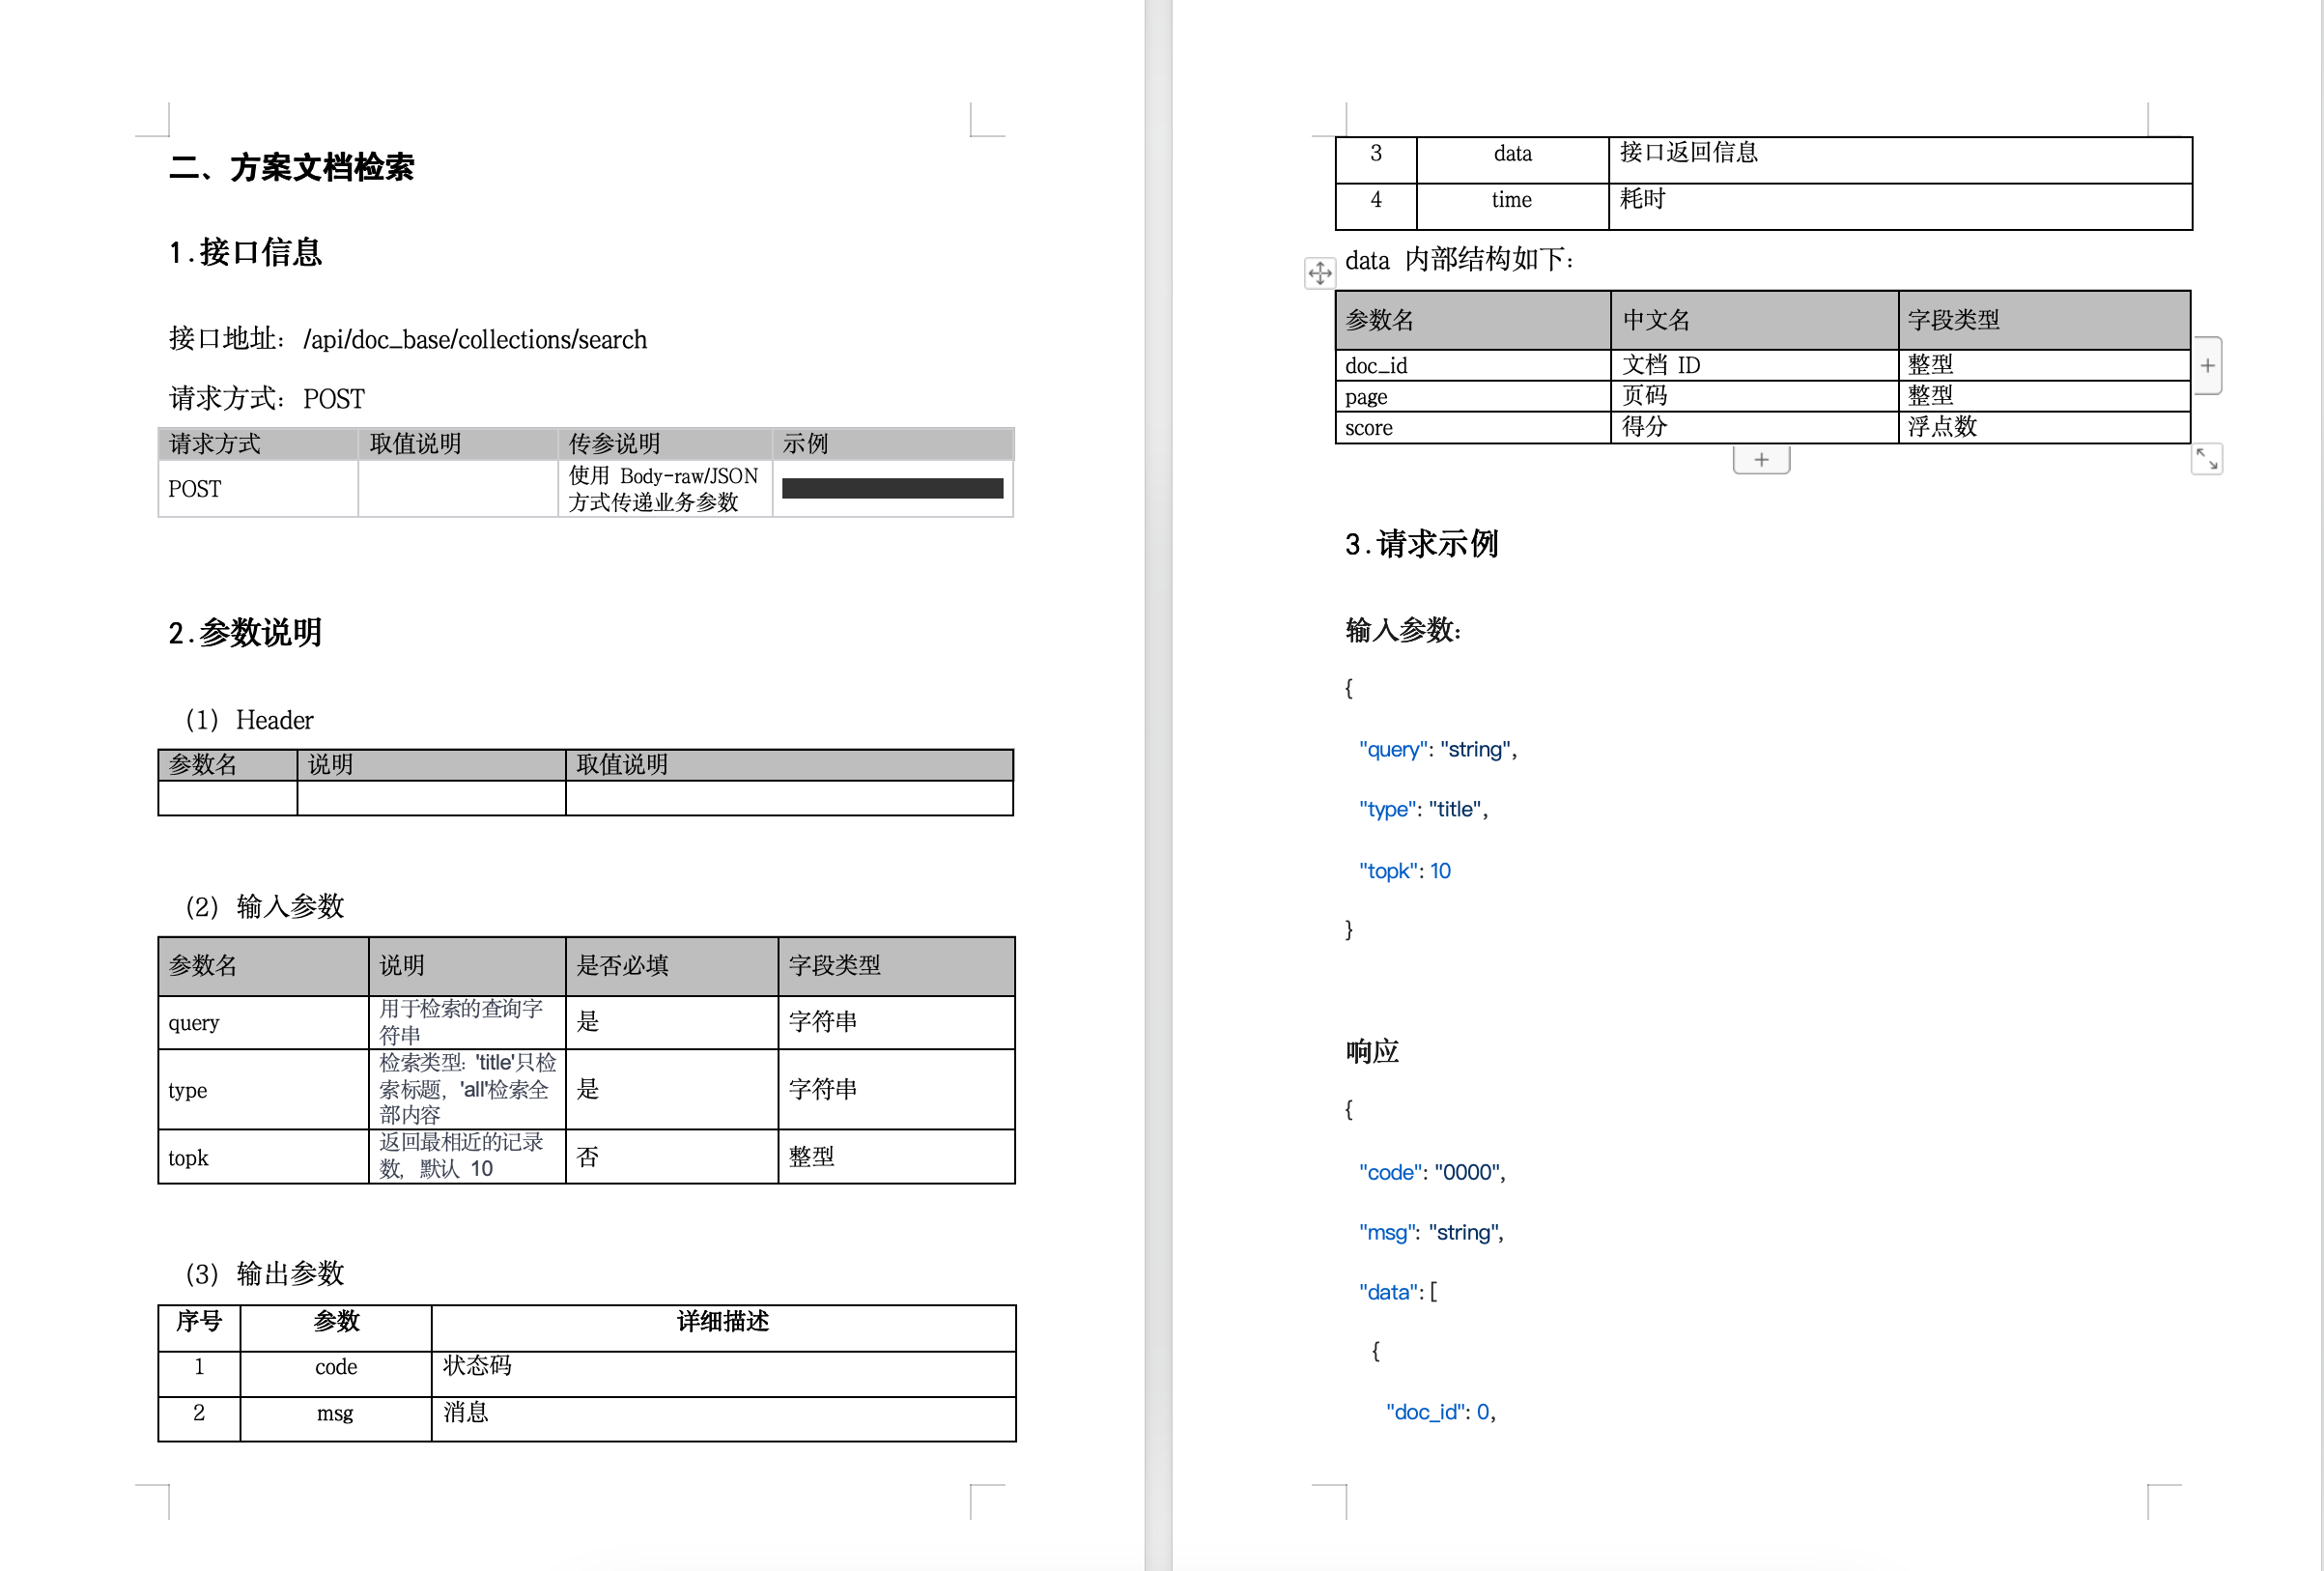 二、方案文档检索
1.接口信息
接口地址：/api/doc_base/collections/search
请求方式：POST
请求方式 取值说明 传参说明 示例
POST 使用 Body-raw/JSON
方式传递业务参数
2.参数说明
（1）Header
参数名 说明 取值说明
（2）输入参数
参数名 说明 是否必填 字段类型
query 用于检索的查询字
符串 是 字符串
type 检索类型：'title'只检
索标题，'all'检索全
部内容 是 字符串
topk 返回最相近的记录
数，默认 10 否 整型
（3）输出参数
序号 参数 详细描述
1 code 状态码
2 msg 消息
3 data 接口返回信息
4 time 耗时
data 内部结构如下：
参数名 中文名 字段类型
doc_id 文档 ID 整型
page 页码 整型
score 得分 浮点数
3.请求示例
输入参数：
{
"query": "string",
"type": "title",
"topk": 10
}
响应
{
"code": "0000",
"msg": "string",
"data": [
{
"doc_id": 0,